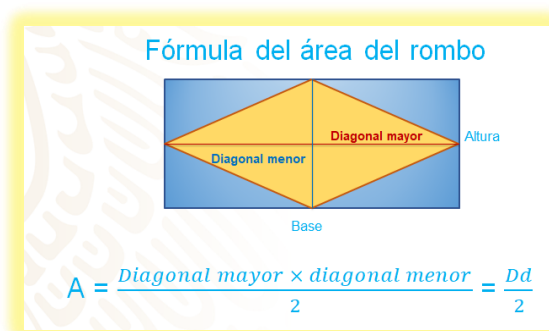 Fórmula del área del rombo
Diagonal mayor
Altura
Diagonal menor
Base
A = Diagonal mayor × diagonal menor / 2 = Dd / 2